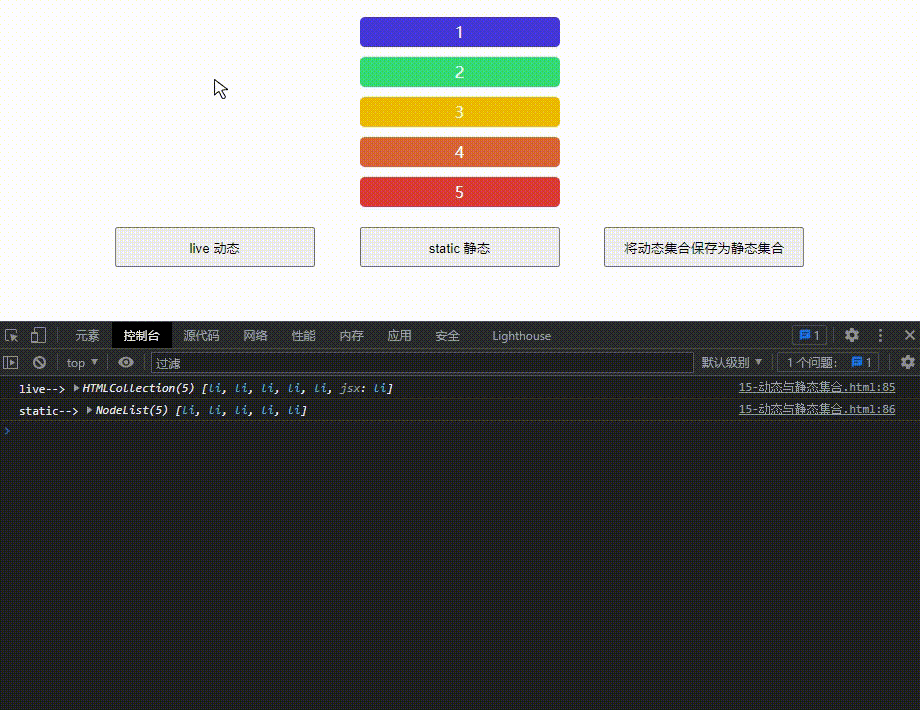 1
2
3
4
5
live 动态 static 静态 将动态集合保存为静态集合
元素 控制台 源代码 网络 性能 内存 应用 安全 Lighthouse 1
top ▼ 过滤 默认级别 ▼ 1 个问题: 1
live--> ▶HTMLCollection(5) [li, li, li, li, li, jsx: li] 15-动态与静态集合.html:85
static--> ▶NodeList(5) [li, li, li, li, li] 15-动态与静态集合.html:86
>